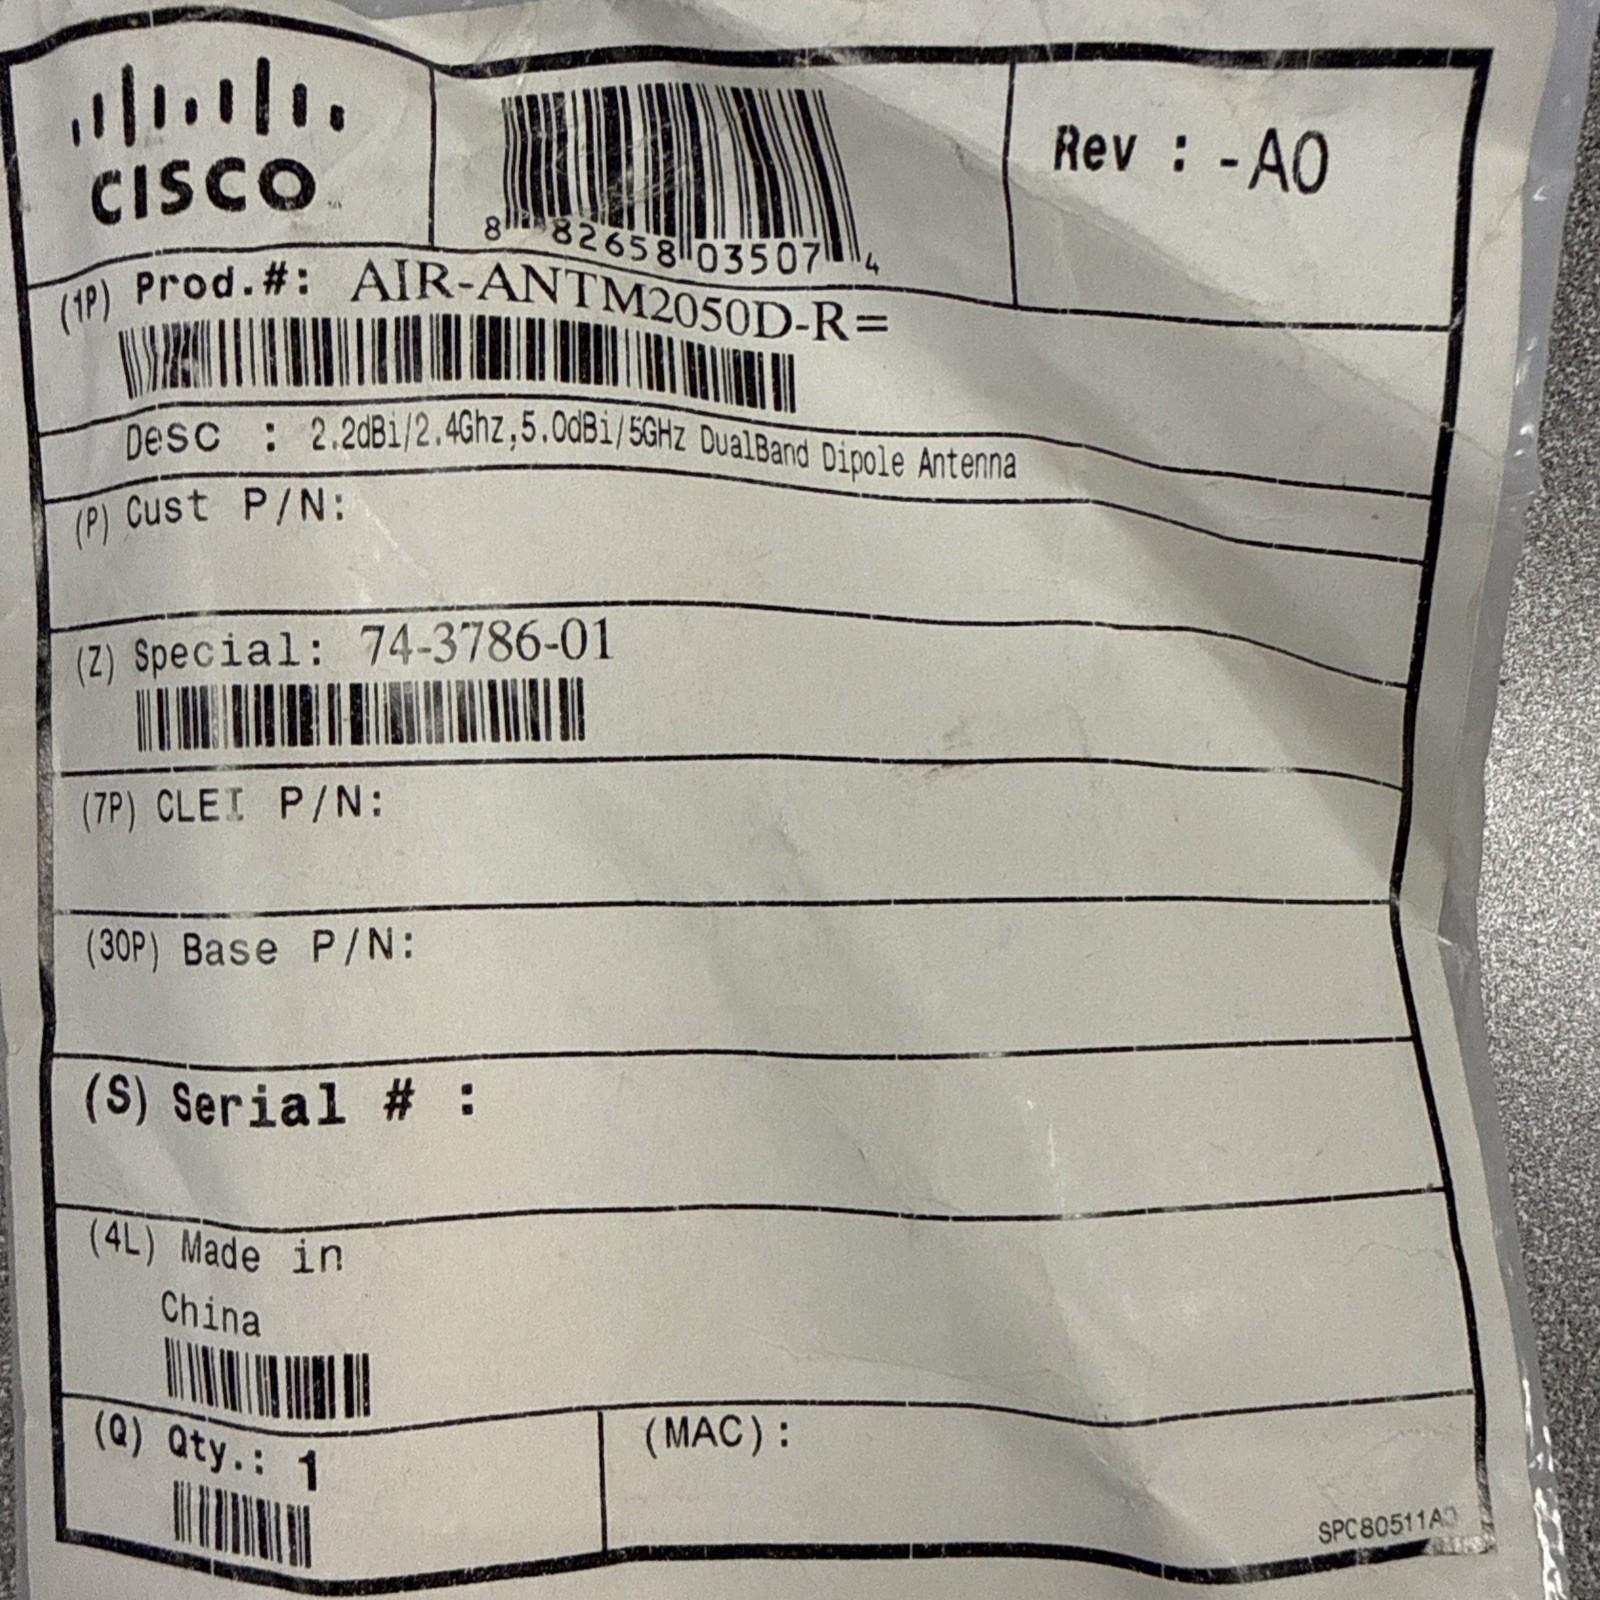 CISCO
8 82658 03507 4
Rev : -A0
(1P) Prod.#: AIR-ANTM2050D-R=
Desc : 2.2dBi/2.4Ghz,5.0dBi/5GHz DualBand Dipole Antenna
(P) Cust P/N:
(Z) Special: 74-3786-01
(7P) CLEI P/N:
(30P) Base P/N:
(S) Serial # :
(4L) Made in
China
(Q) Qty.: 1
(MAC):
SPC80511A0